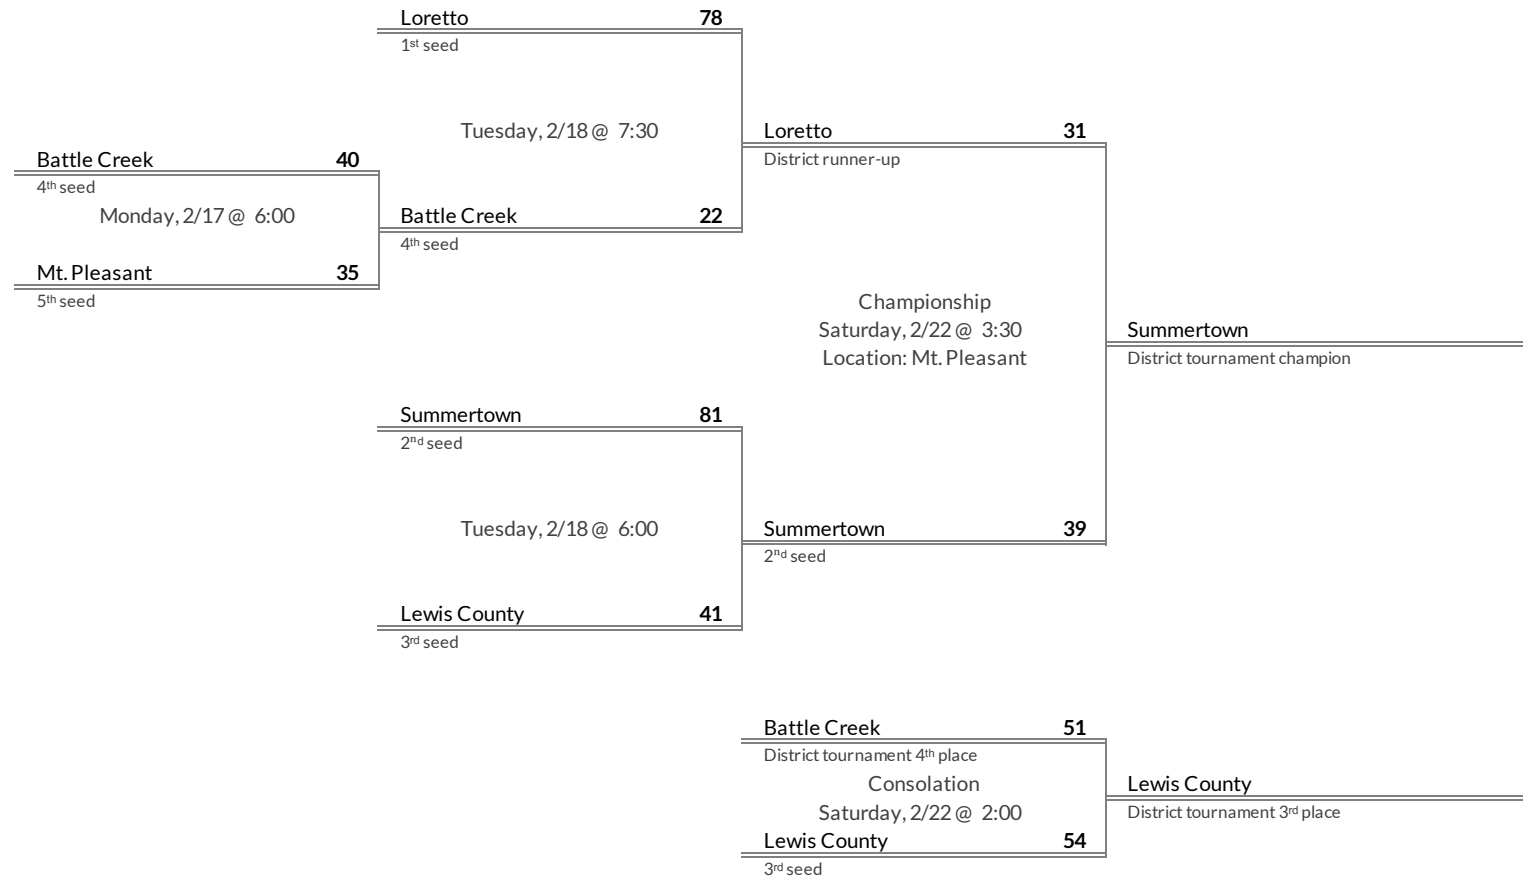 Loretto 78
1st seed
Tuesday, 2/18 @ 7:30
Loretto 31
District runner-up
Battle Creek 40
4th seed
Monday, 2/17 @ 6:00
Battle Creek 22
4th seed
Mt. Pleasant 35
5th seed
Championship
Saturday, 2/22 @ 3:30
Location: Mt. Pleasant
Summertown
District tournament champion
Summertown 81
2nd seed
Tuesday, 2/18 @ 6:00
Summertown 39
2nd seed
Lewis County 41
3rd seed
Battle Creek 51
District tournament 4th place
Consolation
Saturday, 2/22 @ 2:00
Lewis County
District tournament 3rd place
Lewis County 54
3rd seed